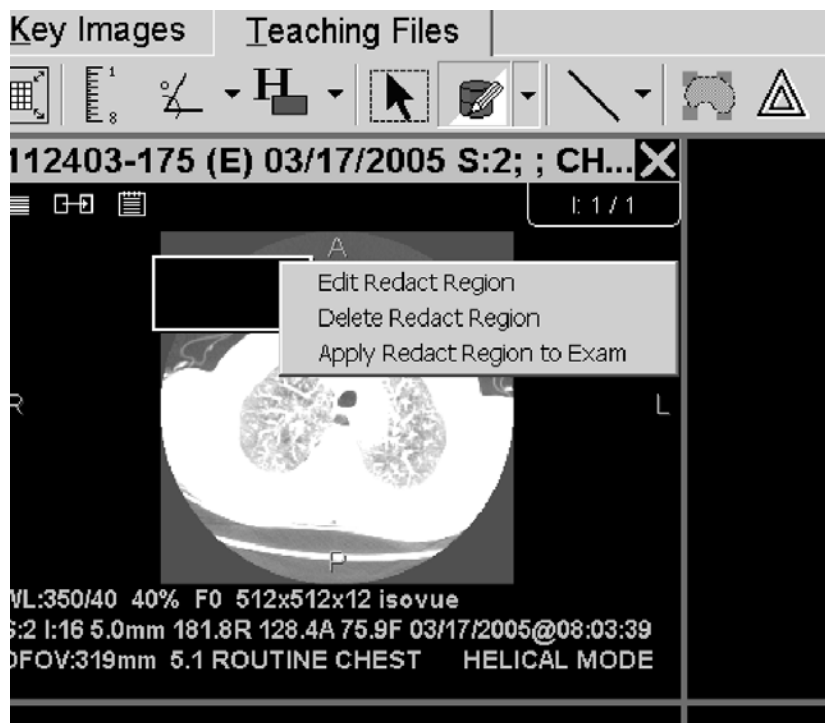 Key Images
Teaching Files
1
8
H
112403-175 (E) 03/17/2005 S:2; ; CH...
I: 1 / 1
A
Edit Redact Region
Delete Redact Region
Apply Redact Region to Exam
R
L
P
WL:350/40 40% F0 512x512x12 isovue
S:2 I:16 5.0mm 181.8R 128.4A 75.9F 03/17/2005@08:03:39
DFOV:319mm 5.1 ROUTINE CHEST HELICAL MODE